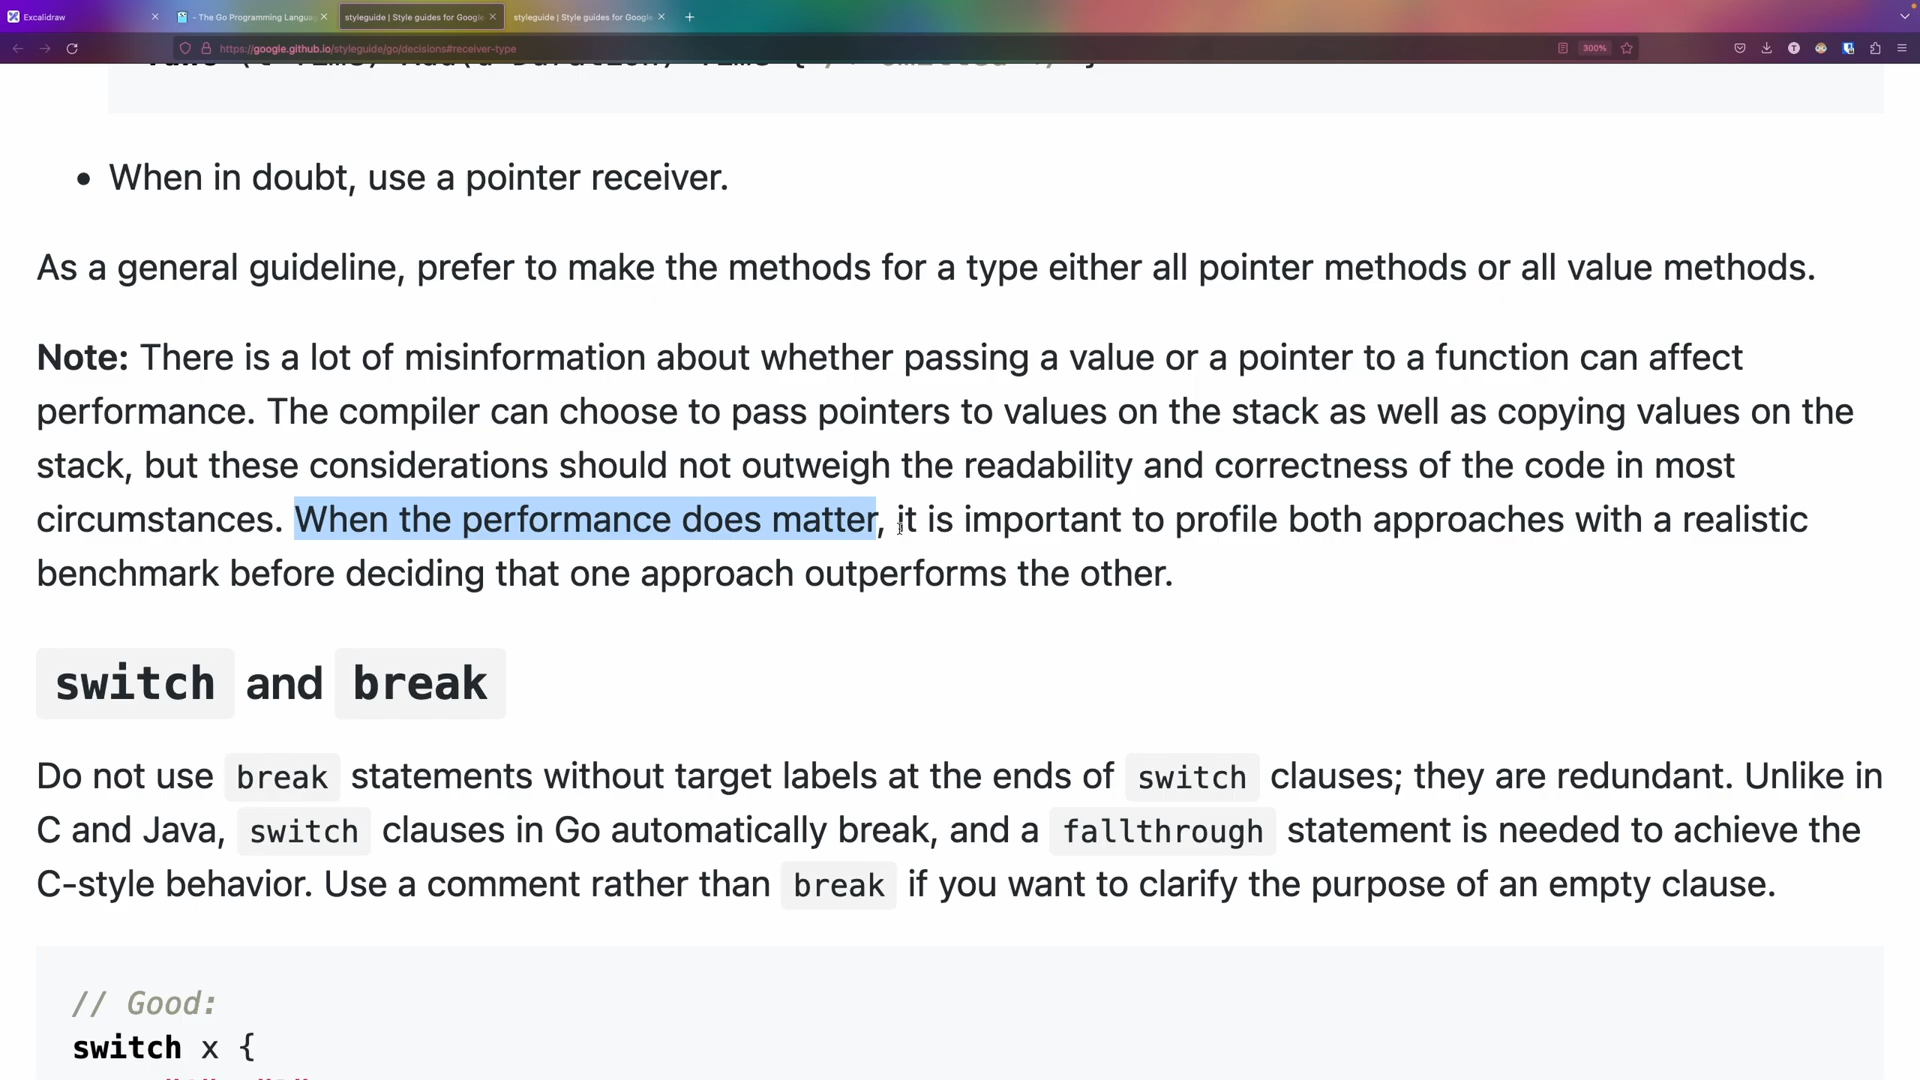 Excalidraw
- The Go Programming Langua
styleguide | Style guides for Google
styleguide | Style guides for Google
https://google.github.io/styleguide/go/decisions#receiver-type
300%
• When in doubt, use a pointer receiver.
As a general guideline, prefer to make the methods for a type either all pointer methods or all value methods.
Note: There is a lot of misinformation about whether passing a value or a pointer to a function can affect
performance. The compiler can choose to pass pointers to values on the stack as well as copying values on the
stack, but these considerations should not outweigh the readability and correctness of the code in most
circumstances. When the performance does matter, it is important to profile both approaches with a realistic
benchmark before deciding that one approach outperforms the other.
switch and break
Do not use break statements without target labels at the ends of switch clauses; they are redundant. Unlike in
C and Java, switch clauses in Go automatically break, and a fallthrough statement is needed to achieve the
C-style behavior. Use a comment rather than break if you want to clarify the purpose of an empty clause.
// Good:
switch x {